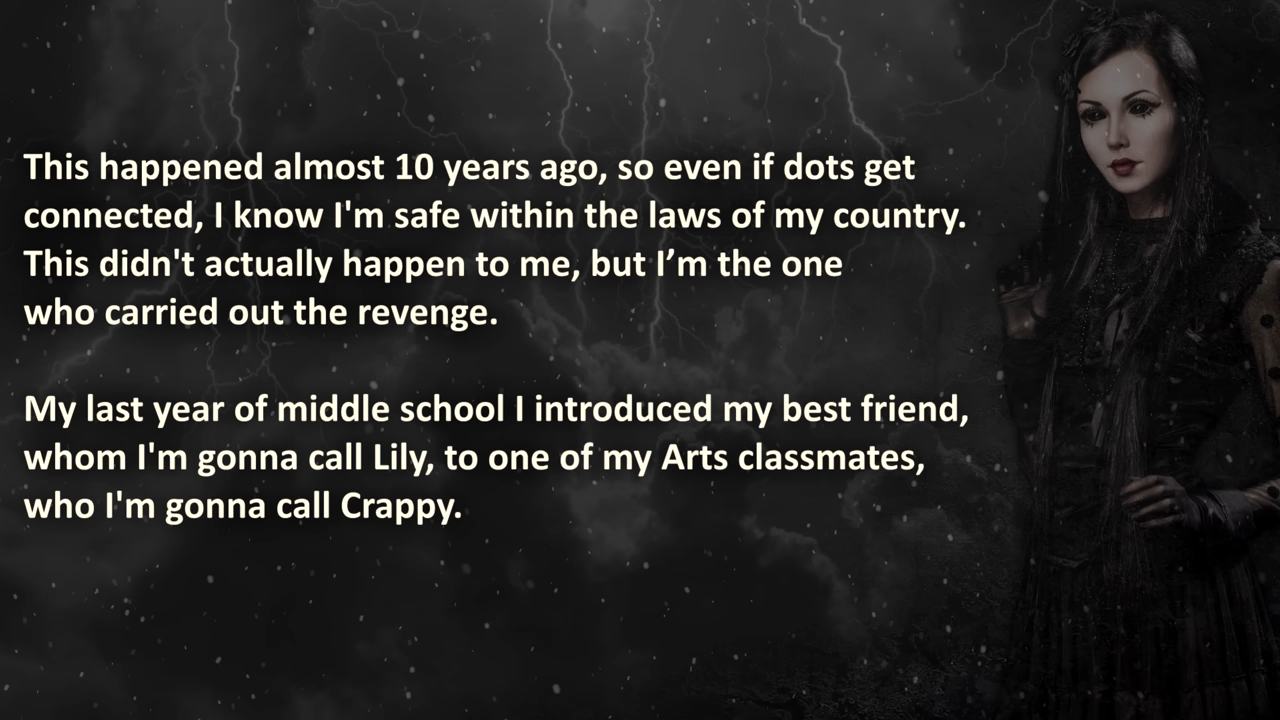 This happened almost 10 years ago, so even if dots get
connected, I know I'm safe within the laws of my country.
This didn't actually happen to me, but I’m the one
who carried out the revenge.
My last year of middle school I introduced my best friend,
whom I'm gonna call Lily, to one of my Arts classmates,
who I'm gonna call Crappy.